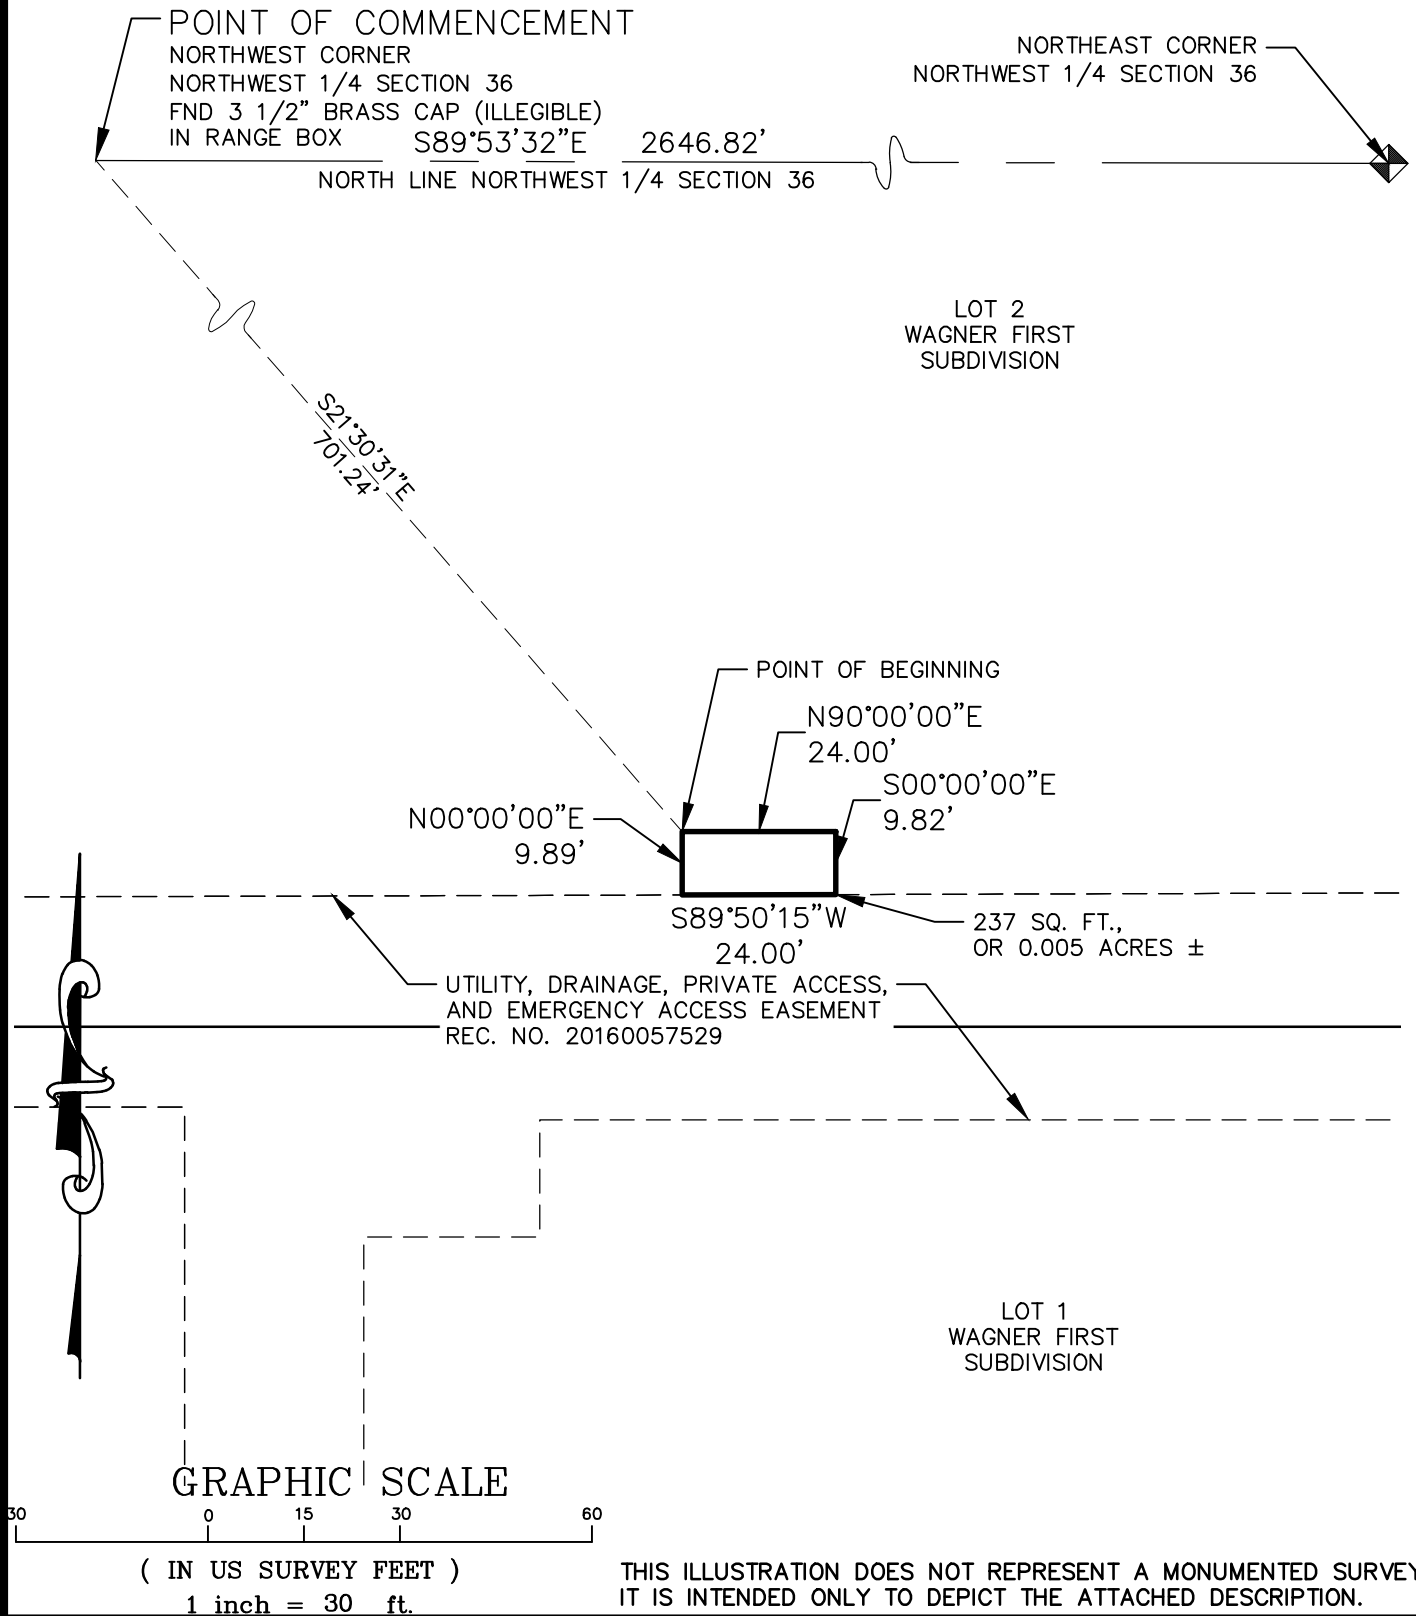 POINT OF COMMENCEMENT
NORTHWEST CORNER
NORTHWEST 1/4 SECTION 36
FND 3 1/2" BRASS CAP (ILLEGIBLE)
IN RANGE BOX
NORTHEAST CORNER
NORTHWEST 1/4 SECTION 36
S89°53'32"E 2646.82'
NORTH LINE NORTHWEST 1/4 SECTION 36
LOT 2
WAGNER FIRST
SUBDIVISION
S21°30'31"E
701.24'
POINT OF BEGINNING
N90°00'00"E
24.00'
S00°00'00"E
9.82'
N00°00'00"E
9.89'
S89°50'15"W
24.00'
237 SQ. FT.,
OR 0.005 ACRES ±
UTILITY, DRAINAGE, PRIVATE ACCESS,
AND EMERGENCY ACCESS EASEMENT
REC. NO. 20160057529
LOT 1
WAGNER FIRST
SUBDIVISION
GRAPHIC SCALE
30 0 15 30 60
( IN US SURVEY FEET )
1 inch = 30 ft.
THIS ILLUSTRATION DOES NOT REPRESENT A MONUMENTED SURVEY
IT IS INTENDED ONLY TO DEPICT THE ATTACHED DESCRIPTION.